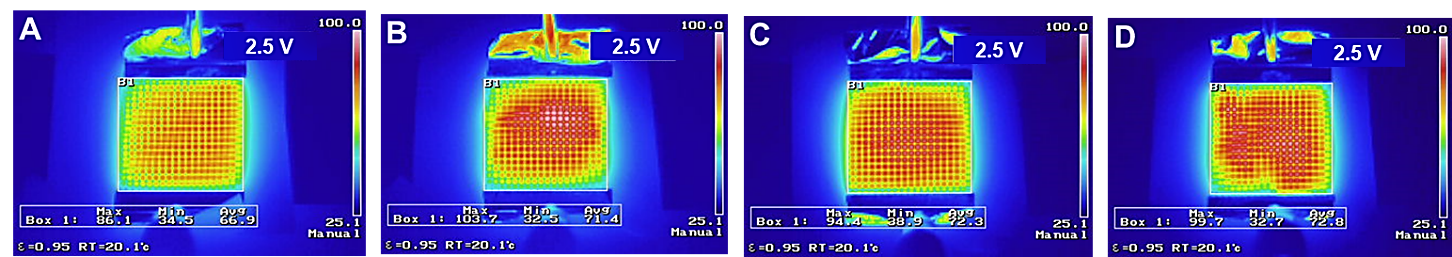 A
2.5 V
100.0
B1
Max Min Avg
Box 1: 86.1 34.5 66.9
25.1
Manual
ε=0.95 RT=20.1℃
B
2.5 V
100.0
B1
Max Min Avg
Box 1: 103.7 32.5 71.4
25.1
Manual
ε=0.95 RT=20.1℃
C
2.5 V
100.0
B1
Max Min Avg
Box 1: 94.4 38.9 72.3
25.1
Manual
ε=0.95 RT=20.1℃
D
2.5 V
100.0
B1
Max Min Avg
Box 1: 99.7 32.7 72.8
25.1
Manual
ε=0.95 RT=20.1℃